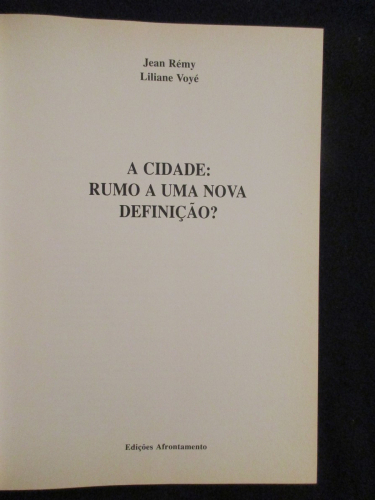 Jean Rémy
Liliane Voyé
A CIDADE:
RUMO A UMA NOVA
DEFINIÇÃO?
Edições Afrontamento